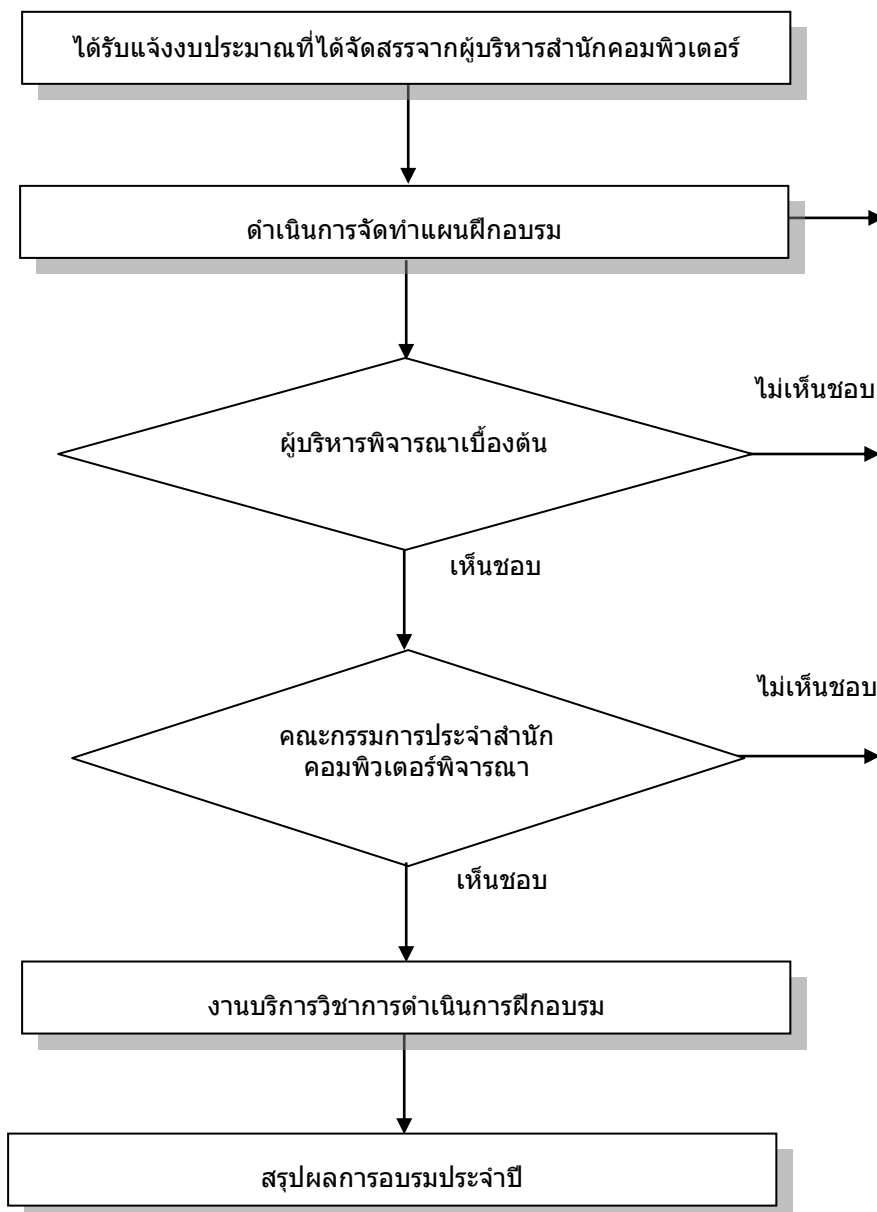 ได้รับแจ้งงบประมาณที่ได้จัดสรรจากผู้บริหารสำนักคอมพิวเตอร์
ดำเนินการจัดทำแผนฝึกอบรม
ไม่เห็นชอบ
ผู้บริหารพิจารณาเบื้องต้น
เห็นชอบ
ไม่เห็นชอบ
คณะกรรมการประจำสำนัก
คอมพิวเตอร์พิจารณา
เห็นชอบ
งานบริการวิชาการดำเนินการฝึกอบรม
สรุปผลการอบรมประจำปี